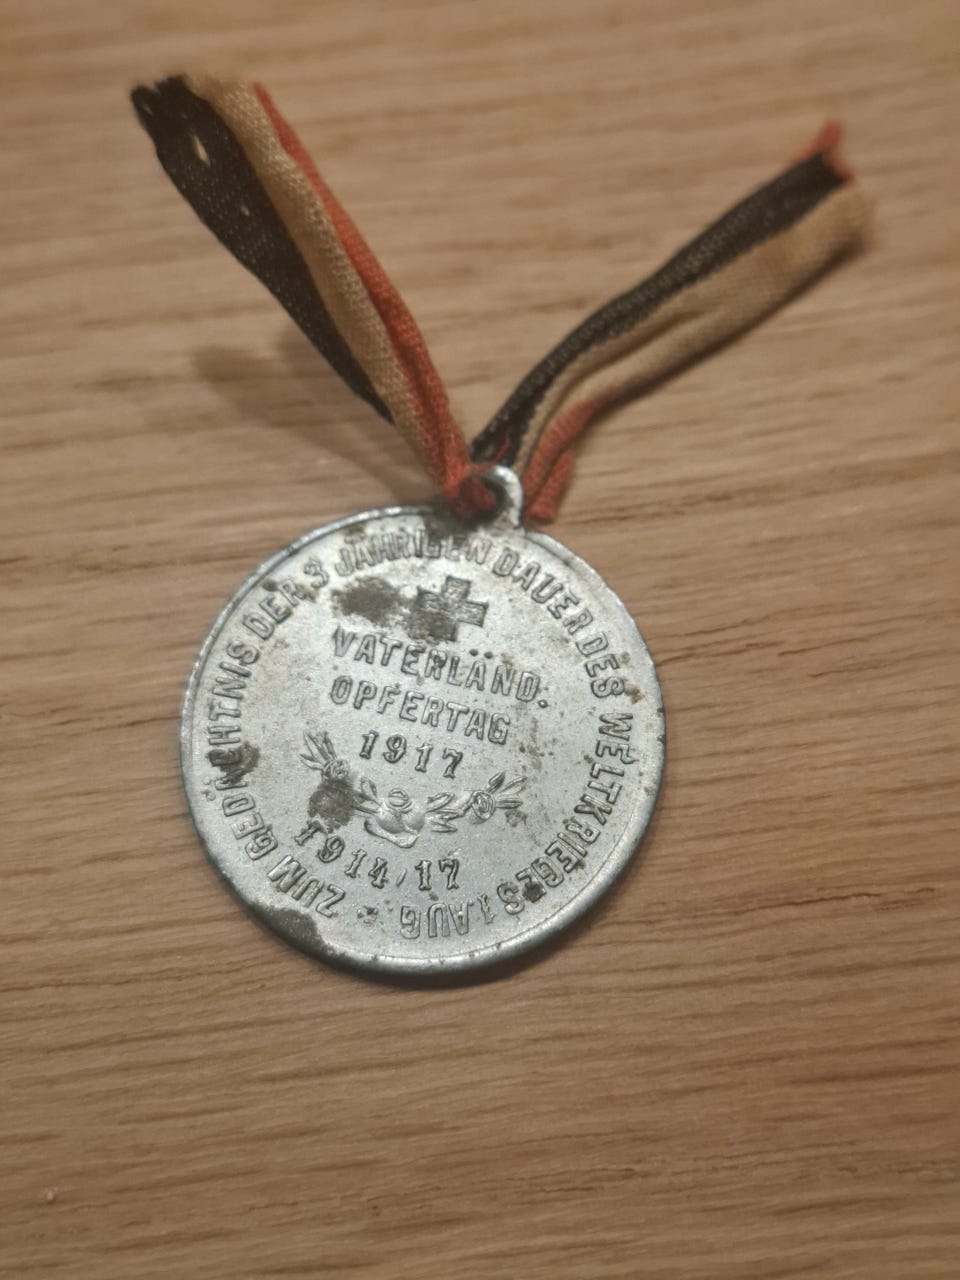 ZUM GEDÄCHTNIS DER 3 JÄHRIGEN DAUER DES WELTKRIEGES 1 AUG
VATERLÄND.
OPFERTAG
1917
1914/17